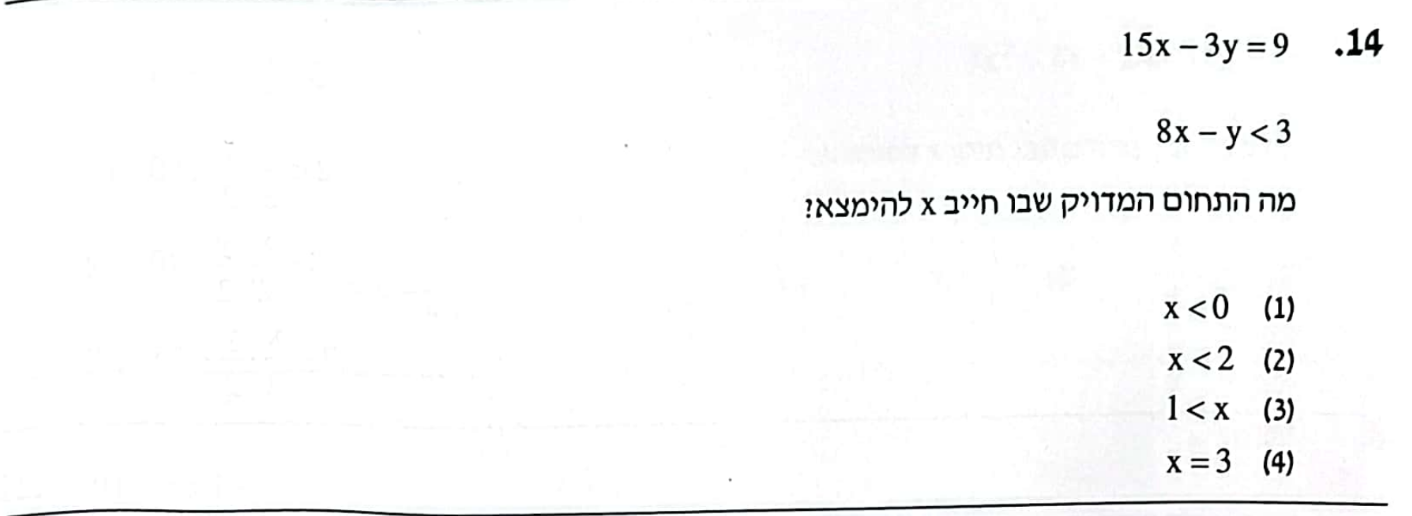 .14 15x – 3y = 9
8x – y < 3
מה התחום המדויק שבו חייב x להימצא?
(1) x < 0
(2) x < 2
(3) 1 < x
(4) x = 3